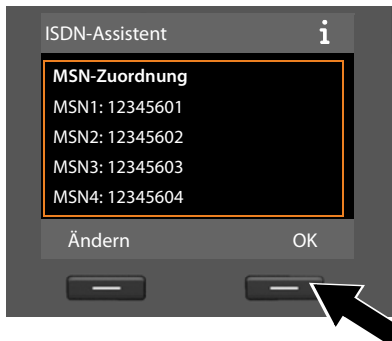 ISDN-Assistent i
MSN-Zuordnung
MSN1: 12345601
MSN2: 12345602
MSN3: 12345603
MSN4: 12345604
Ändern OK